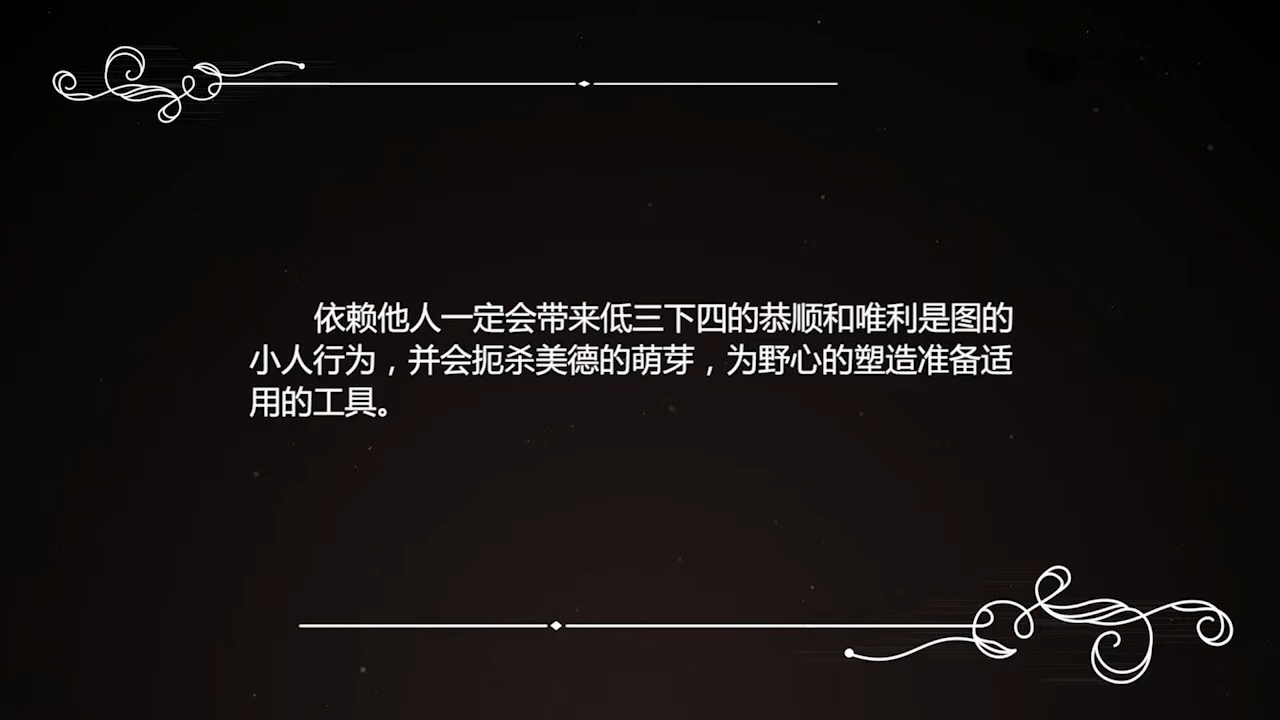 依赖他人一定会带来低三下四的恭顺和唯利是图的
小人行为，并会扼杀美德的萌芽，为野心的塑造准备适
用的工具。